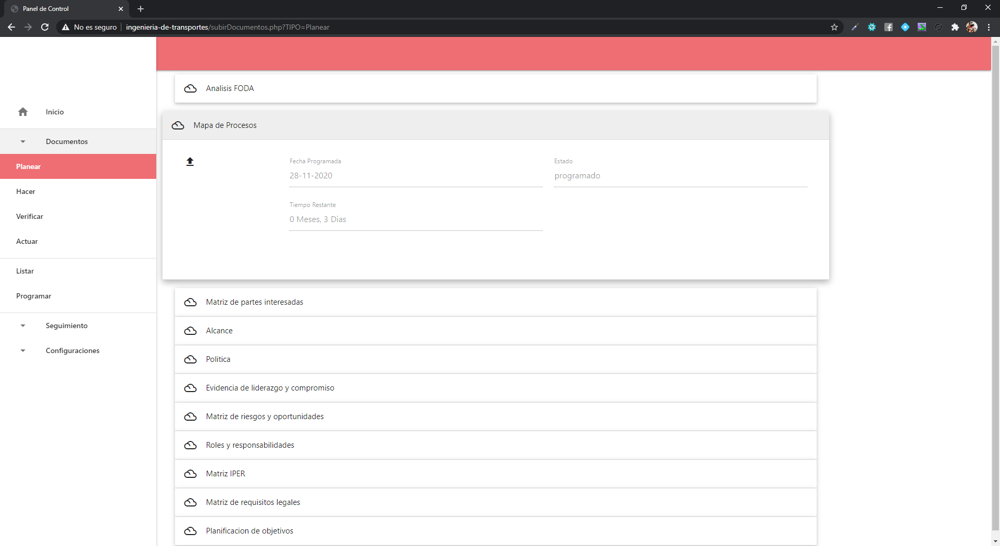 Panel de Control
No es seguro
ingenieria-de-transportes/subirDocumentos.php?TIPO=Planear
Inicio
Documentos
Planear
Hacer
Verificar
Actuar
Listar
Programar
Seguimiento
Configuraciones
Analisis FODA
Mapa de Procesos
Fecha Programada
28-11-2020
Estado
programado
Tiempo Restante
0 Meses, 3 Dias
Matriz de partes interesadas
Alcance
Politica
Evidencia de liderazgo y compromiso
Matriz de riesgos y oportunidades
Roles y responsabilidades
Matriz IPER
Matriz de requisitos legales
Planificacion de objetivos